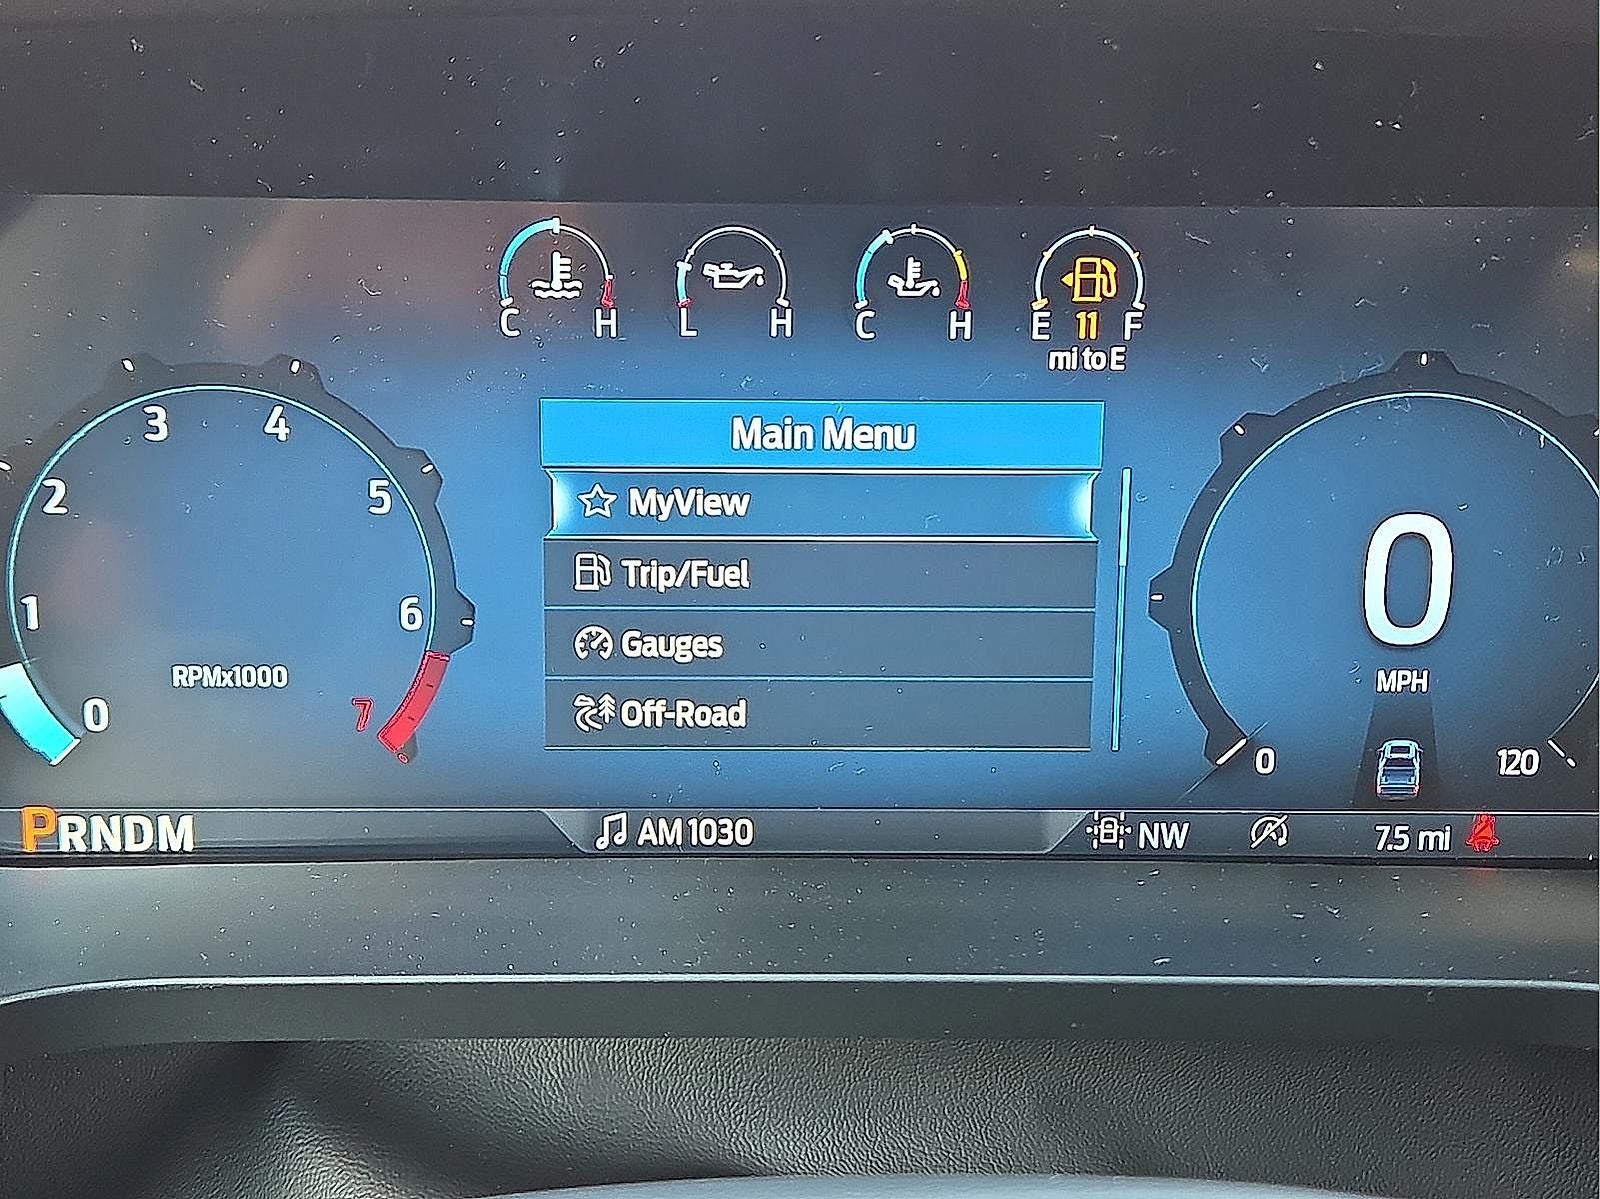 C H L H C H E 11 F
mi to E
Main Menu
MyView
Trip/Fuel
Gauges
Off-Road
0 1 2 3 4 5 6 7
RPMx1000
0
MPH
0 120
PRNDM
AM 1030
NW
7.5 mi